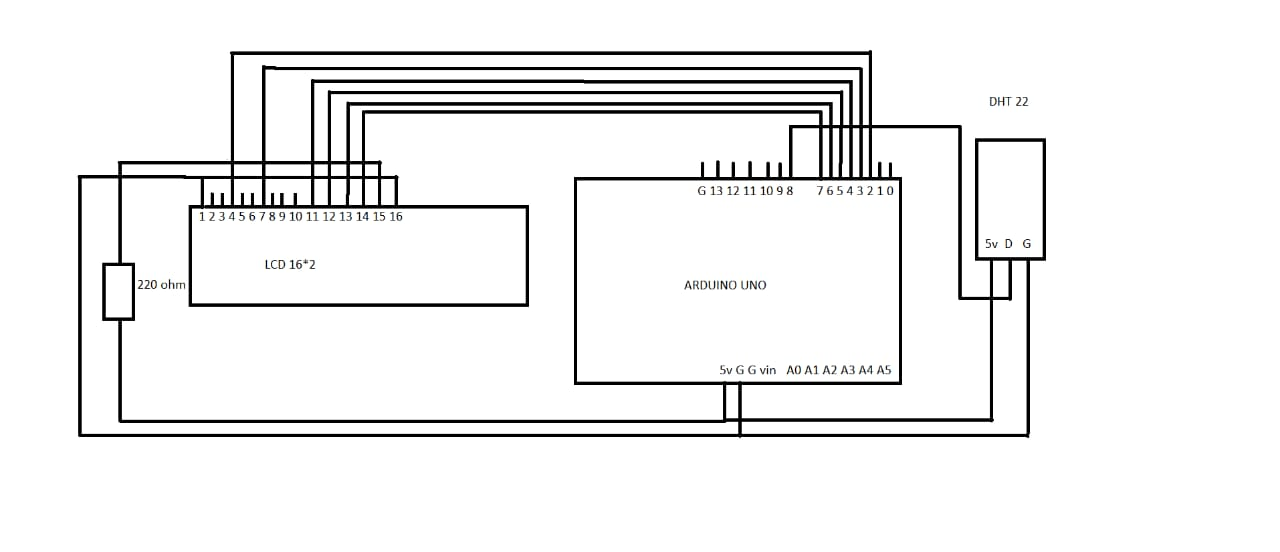 DHT 22
G 13 12 11 10 9 8 7 6 5 4 3 2 1 0
1 2 3 4 5 6 7 8 9 10 11 12 13 14 15 16
5v D G
LCD 16*2
220 ohm
ARDUINO UNO
5v G G vin A0 A1 A2 A3 A4 A5